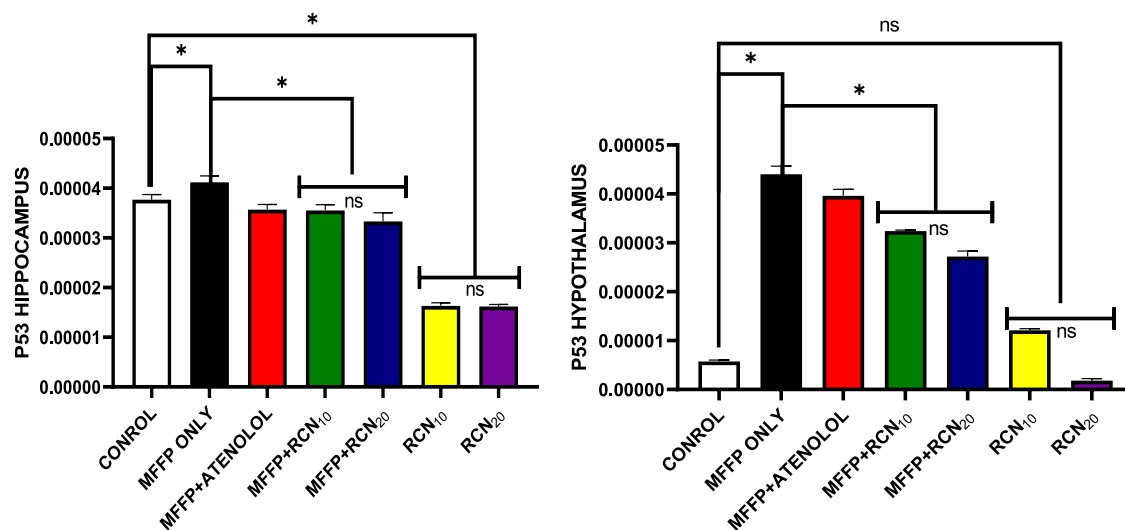 *
*
*
P53 HIPPOCAMPUS
0.00005
0.00004
0.00003
0.00002
0.00001
0.00000
ns
ns
CONROL
MFFP ONLY
MFFP+ATENOLOL
MFFP+RCN₁₀
MFFP+RCN₂₀
RCN₁₀
RCN₂₀
ns
*
*
P53 HYPOTHALAMUS
0.00005
0.00004
0.00003
0.00002
0.00001
0.00000
ns
ns
CONROL
MFFP ONLY
MFFP+ATENOLOL
MFFP+RCN₁₀
MFFP+RCN₂₀
RCN₁₀
RCN₂₀